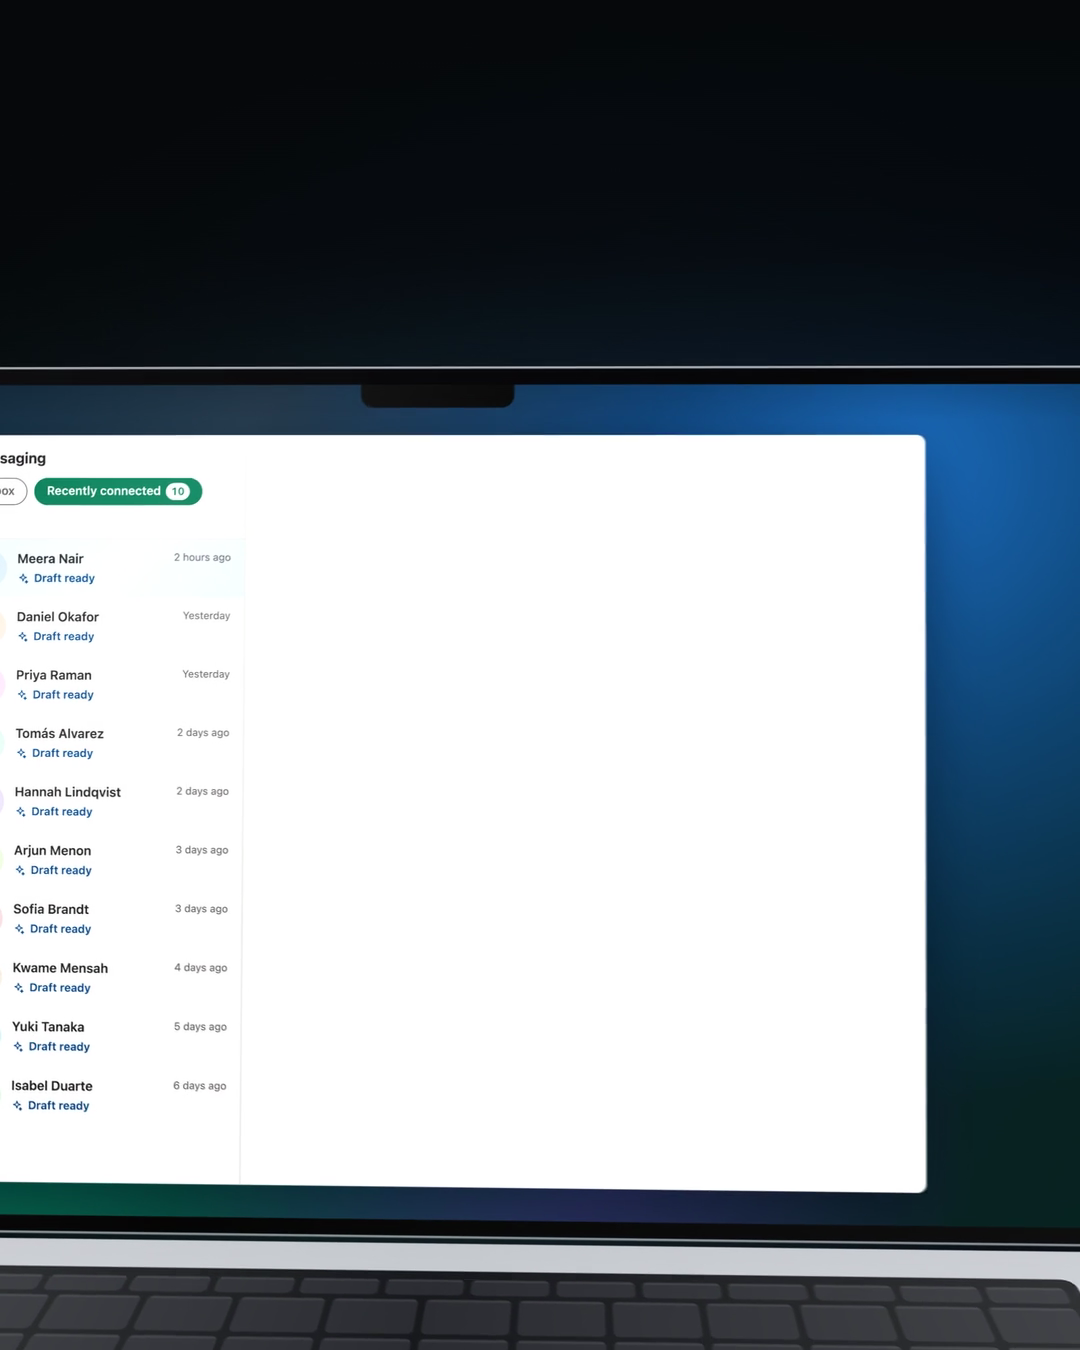 saging
ox
Recently connected 10
Meera Nair
2 hours ago
Draft ready
Daniel Okafor
Yesterday
Draft ready
Priya Raman
Yesterday
Draft ready
Tomás Alvarez
2 days ago
Draft ready
Hannah Lindqvist
2 days ago
Draft ready
Arjun Menon
3 days ago
Draft ready
Sofia Brandt
3 days ago
Draft ready
Kwame Mensah
4 days ago
Draft ready
Yuki Tanaka
5 days ago
Draft ready
Isabel Duarte
6 days ago
Draft ready